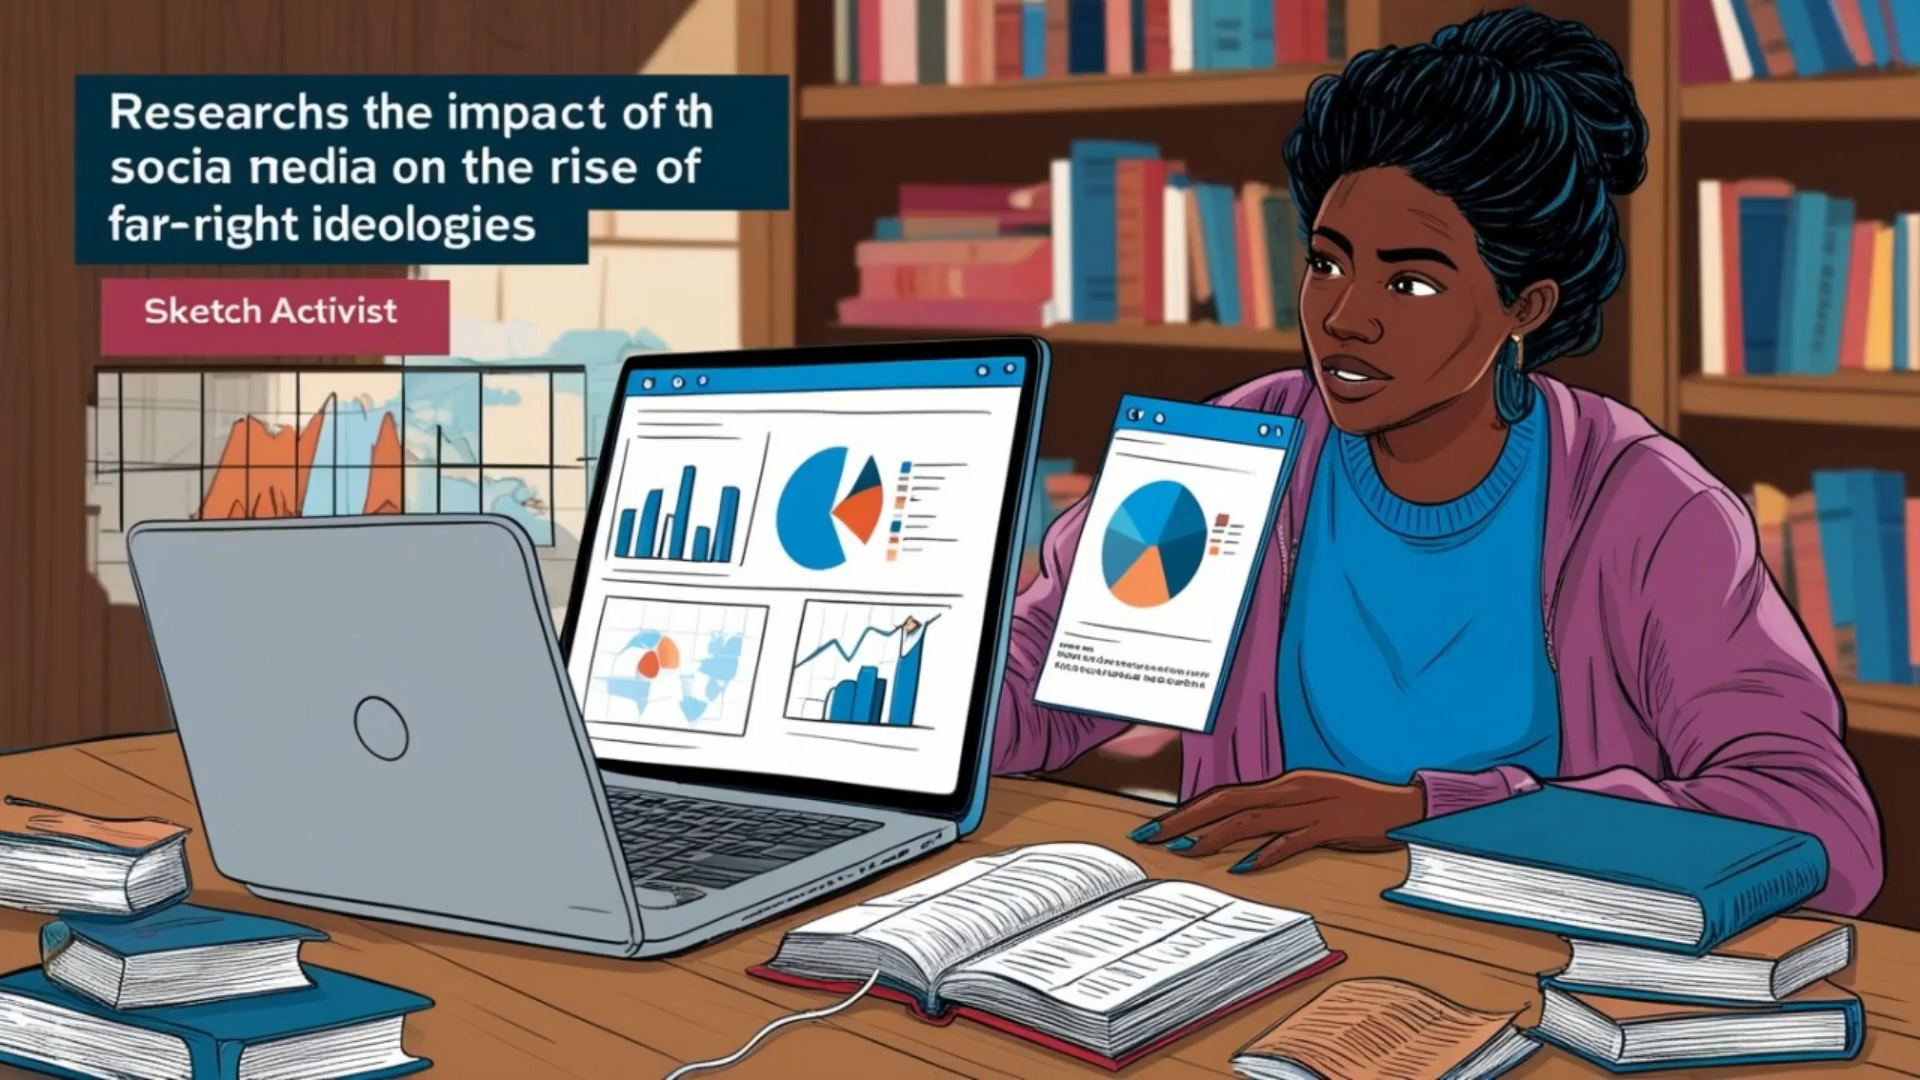 Researchs the impact of th
socia nedia on the rise of
far-right ideologies
Sketch Activist